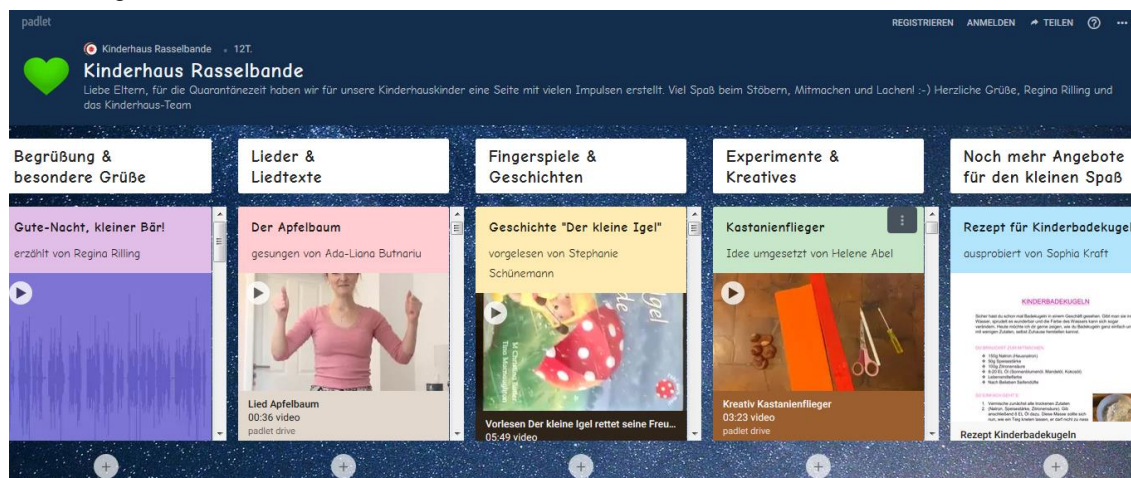 padlet
REGISTRIEREN ANMELDEN TEILEN
Kinderhaus Rasselbande 12T.
Kinderhaus Rasselbande
Liebe Eltern, für die Quarantänezeit haben wir für unsere Kinderhauskinder eine Seite mit vielen Impulsen erstellt. Viel Spaß beim Stöbern, Mitmachen und Lachen! :-) Herzliche Grüße, Regina Rilling und
das Kinderhaus-Team
Begrüßung &
besondere Grüße
Gute-Nacht, kleiner Bär!
erzählt von Regina Rilling
Lieder &
Liedtexte
Der Apfelbaum
gesungen von Ada-Liana Butnariu
Lied Apfelbaum
00:36 video
padlet drive
Fingerspiele &
Geschichten
Geschichte "Der kleine Igel"
vorgelesen von Stephanie
Schünemann
Igel
Vorlesen Der kleine Igel rettet seine Freu...
05:49 video
Experimente &
Kreatives
Kastanienflieger
Idee umgesetzt von Helene Abel
Kreativ Kastanienflieger
03:23 video
padlet drive
Noch mehr Angebote
für den kleinen Spaß
Rezept für Kinderbadekugel
ausprobiert von Sophia Kraft
KINDERBADEKUGELN
Rezept Kinderbadekugeln